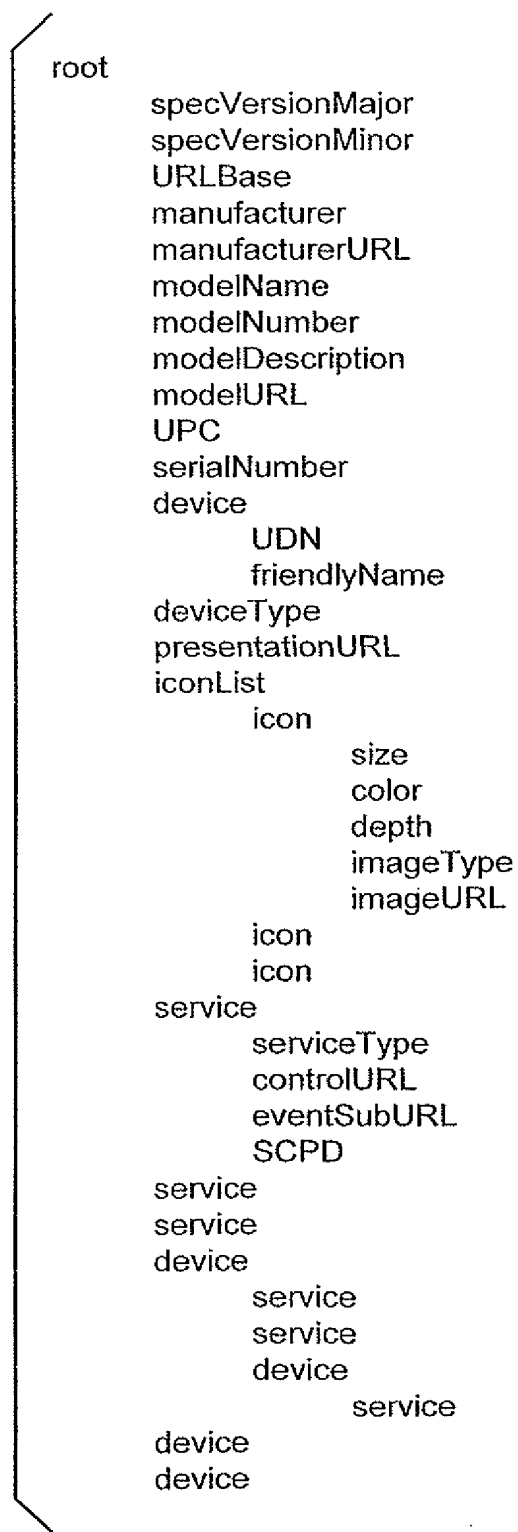 root
specVersionMajor
specVersionMinor
URLBase
manufacturer
manufacturerURL
modelName
modelNumber
modelDescription
modelURL
UPC
serialNumber
device
UDN
friendlyName
deviceType
presentationURL
iconList
icon
size
color
depth
imageType
imageURL
icon
icon
service
serviceType
controlURL
eventSubURL
SCPD
service
service
device
service
service
device
service
device
device